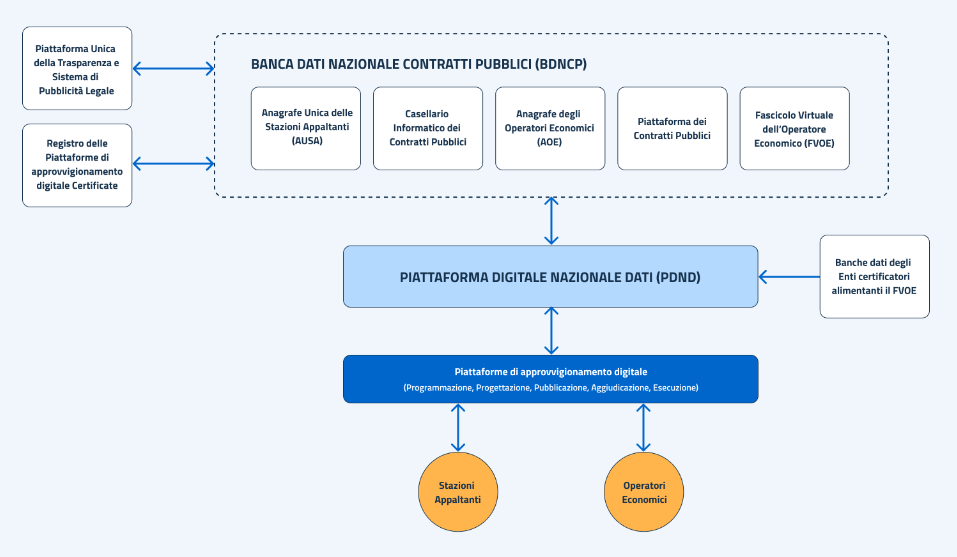 Piattaforma Unica
della Trasparenza e
Sistema di
Pubblicità Legale
Registro delle
Piattaforme di
approvvigionamento
digitale Certificate
BANCA DATI NAZIONALE CONTRATTI PUBBLICI (BDNCP)
Anagrafe Unica delle
Stazioni Appaltanti
(AUSA)
Casellario
Informatico dei
Contratti Pubblici
Anagrafe degli
Operatori Economici
(AOE)
Piattaforma dei
Contratti Pubblici
Fascicolo Virtuale
dell'Operatore
Economico (FVOE)
PIATTAFORMA DIGITALE NAZIONALE DATI (PDND)
Banche dati degli
Enti certificatori
alimentanti il FVOE
Piattaforme di approvvigionamento digitale
(Programmazione, Progettazione, Pubblicazione, Aggiudicazione, Esecuzione)
Stazioni
Appaltanti
Operatori
Economici